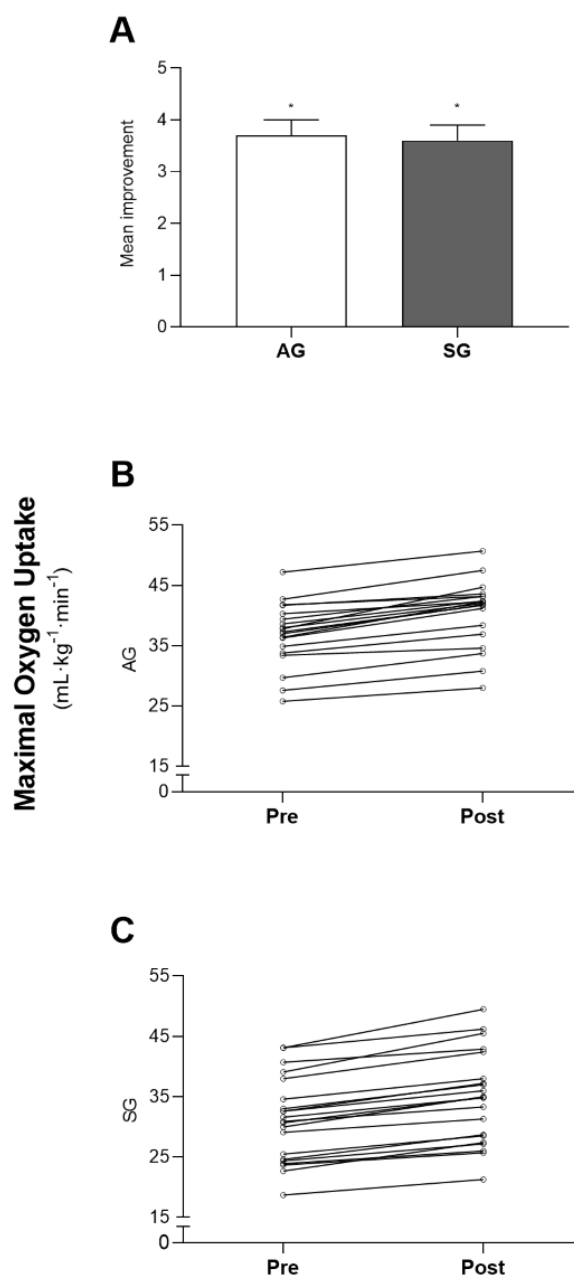 A
5
4
3
2
1
0
Mean improvement
*
*
AG
SG
Maximal Oxygen Uptake
(mL·kg⁻¹·min⁻¹)
B
55
45
35
25
15
0
AG
Pre
Post
C
55
45
35
25
15
0
SG
Pre
Post